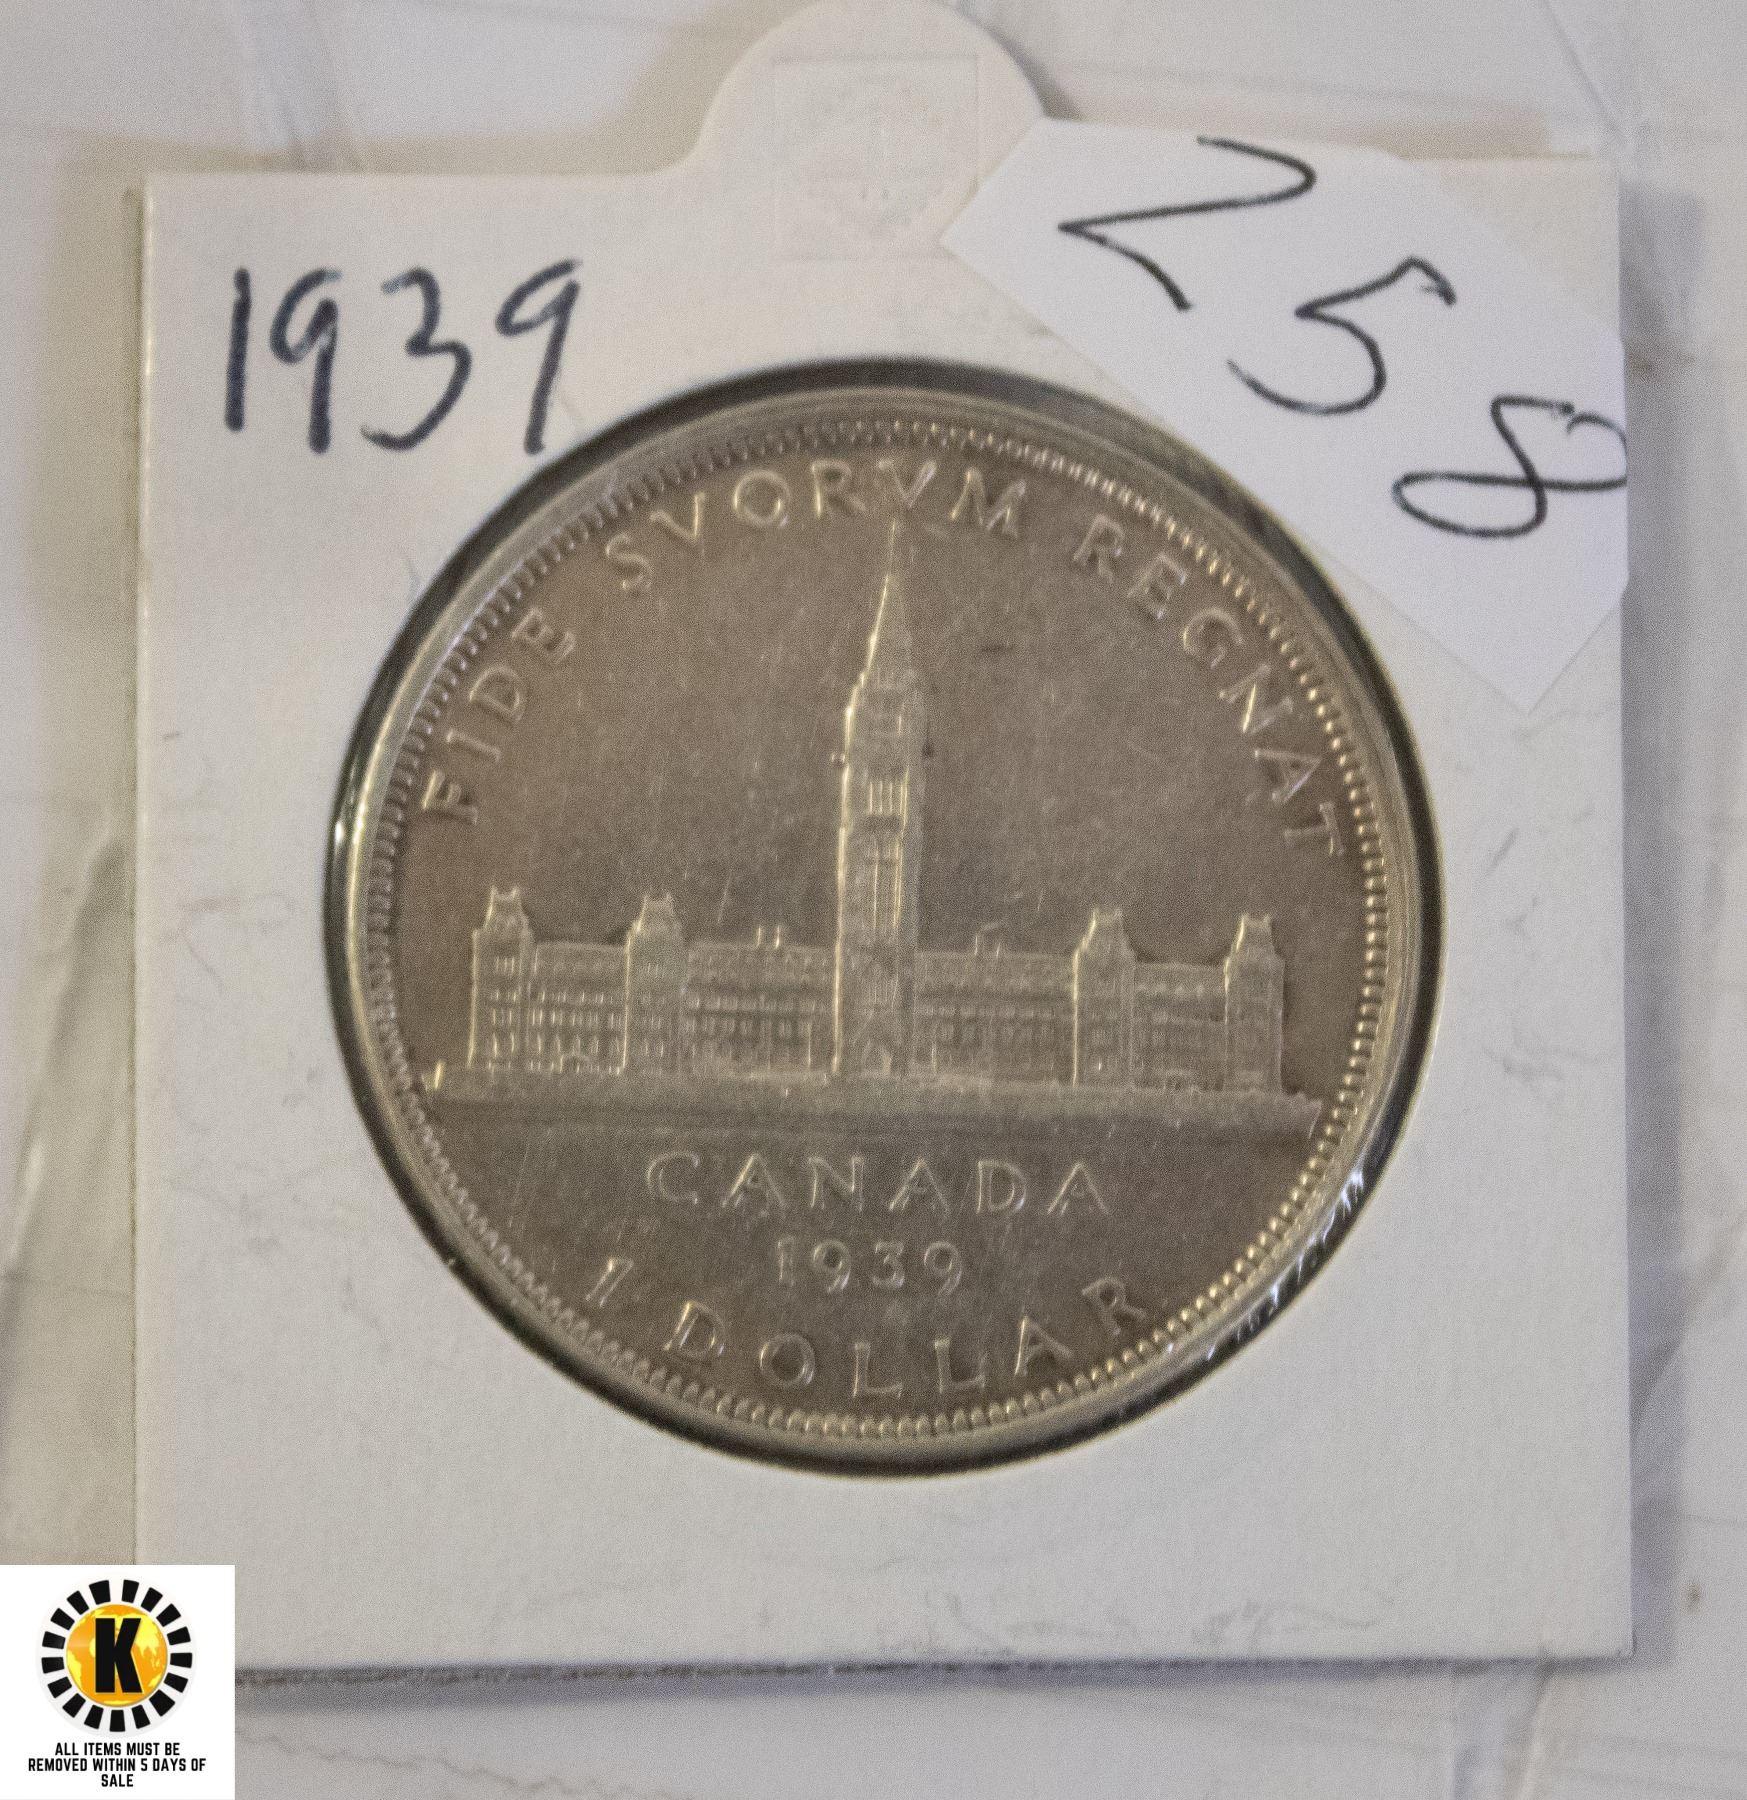 1939
258
FIDE SVORVM REGNAT
CANADA
1939
1 DOLLAR
K
ALL ITEMS MUST BE
REMOVED WITHIN 5 DAYS OF
SALE